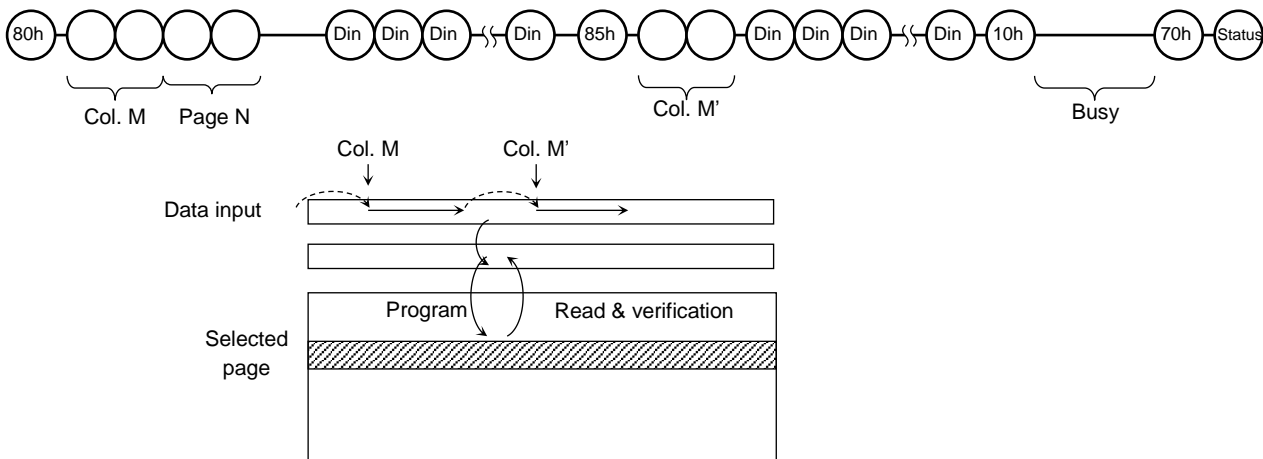 80h Din Din Din Din 85h Din Din Din Din 10h 70h Status
Col. M Page N Col. M’ Busy
Col. M Col. M’
Data input
Program Read & verification
Selected
page